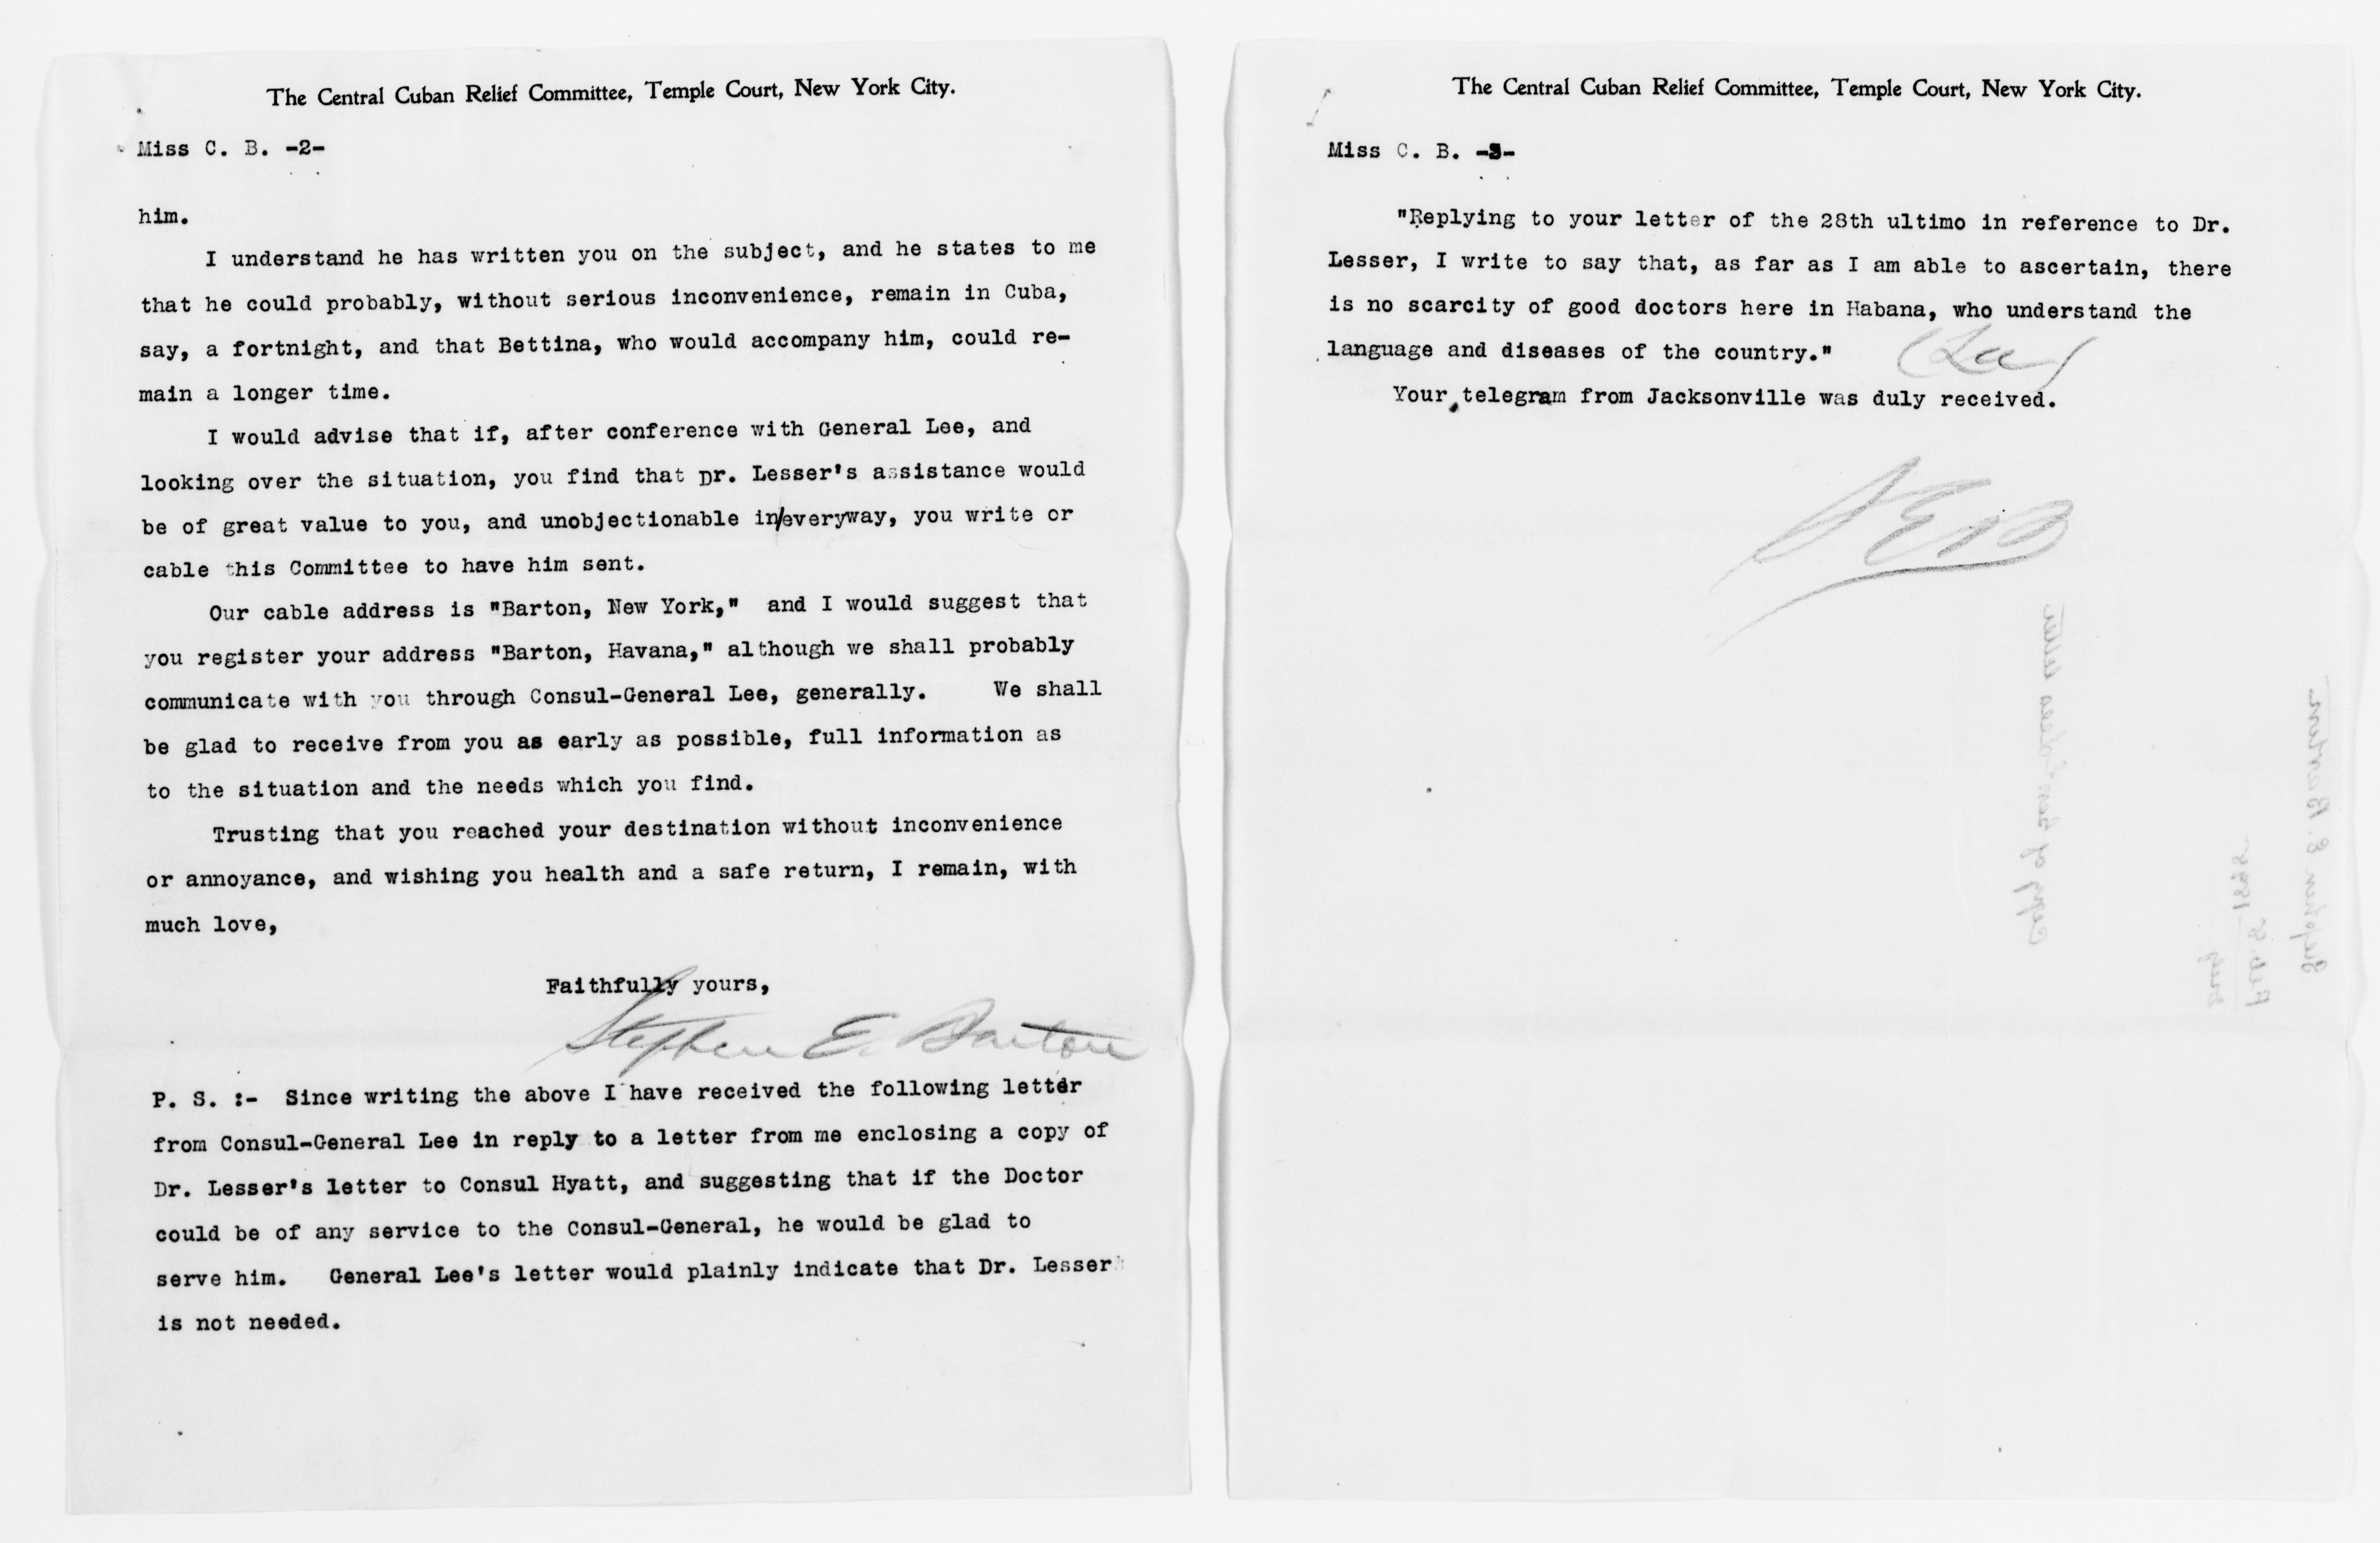 The Central Cuban Relief Committee, Temple Court, New York City.
Miss C. B. -2-
him.
I understand he has written you on the subject, and he states to me
that he could probably, without serious inconvenience, remain in Cuba,
say, a fortnight, and that Bettina, who would accompany him, could re-
main a longer time.
I would advise that if, after conference with General Lee, and
looking over the situation, you find that Dr. Lesser's assistance would
be of great value to you, and unobjectionable in/everyway, you write or
cable this Committee to have him sent.
Our cable address is "Barton, New York," and I would suggest that
you register your address "Barton, Havana," although we shall probably
communicate with you through Consul-General Lee, generally. We shall
be glad to receive from you as early as possible, full information as
to the situation and the needs which you find.
Trusting that you reached your destination without inconvenience
or annoyance, and wishing you health and a safe return, I remain, with
much love,
Faithfully yours,
Stephen E. Barton
P. S. :- Since writing the above I have received the following letter
from Consul-General Lee in reply to a letter from me enclosing a copy of
Dr. Lesser's letter to Consul Hyatt, and suggesting that if the Doctor
could be of any service to the Consul-General, he would be glad to
serve him. General Lee's letter would plainly indicate that Dr. Lesser
is not needed.
The Central Cuban Relief Committee, Temple Court, New York City.
Miss C. B. -3-
"Replying to your letter of the 28th ultimo in reference to Dr.
Lesser, I write to say that, as far as I am able to ascertain, there
is no scarcity of good doctors here in Habana, who understand the
language and diseases of the country."
(Lee)
Your telegram from Jacksonville was duly received.
SEB
Stephen E. Barton
Feb. 5 1898